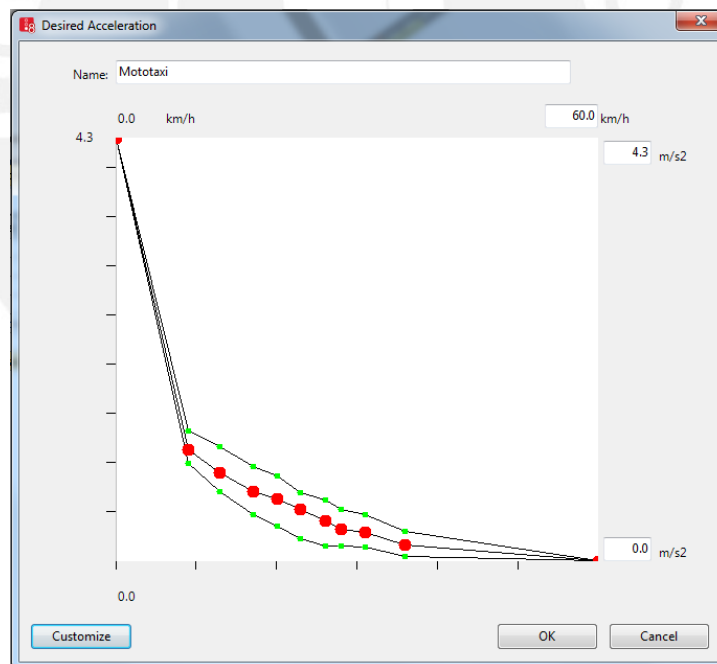 Desired Acceleration
Name: Mototaxi
0.0 km/h 60.0 km/h
4.3 4.3 m/s2
0.0 m/s2
0.0
Customize OK Cancel